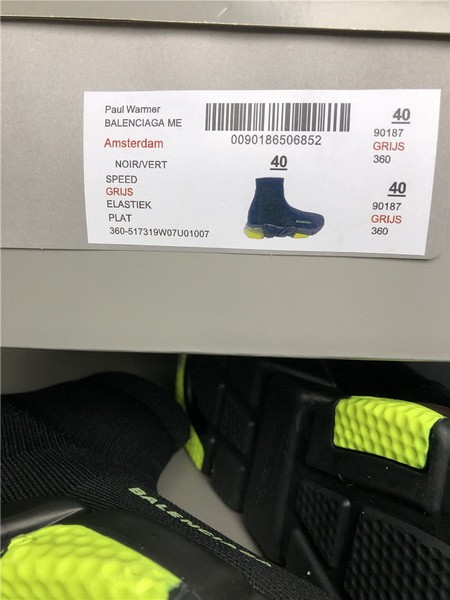 Paul Warmer
BALENCIAGA ME
Amsterdam
NOIR/VERT
SPEED
GRIJS
ELASTIEK
PLAT
360-517319W07U01007
0090186506852
40
40
90187
GRIJS
360
40
90187
GRIJS
360
BALENCIAGA